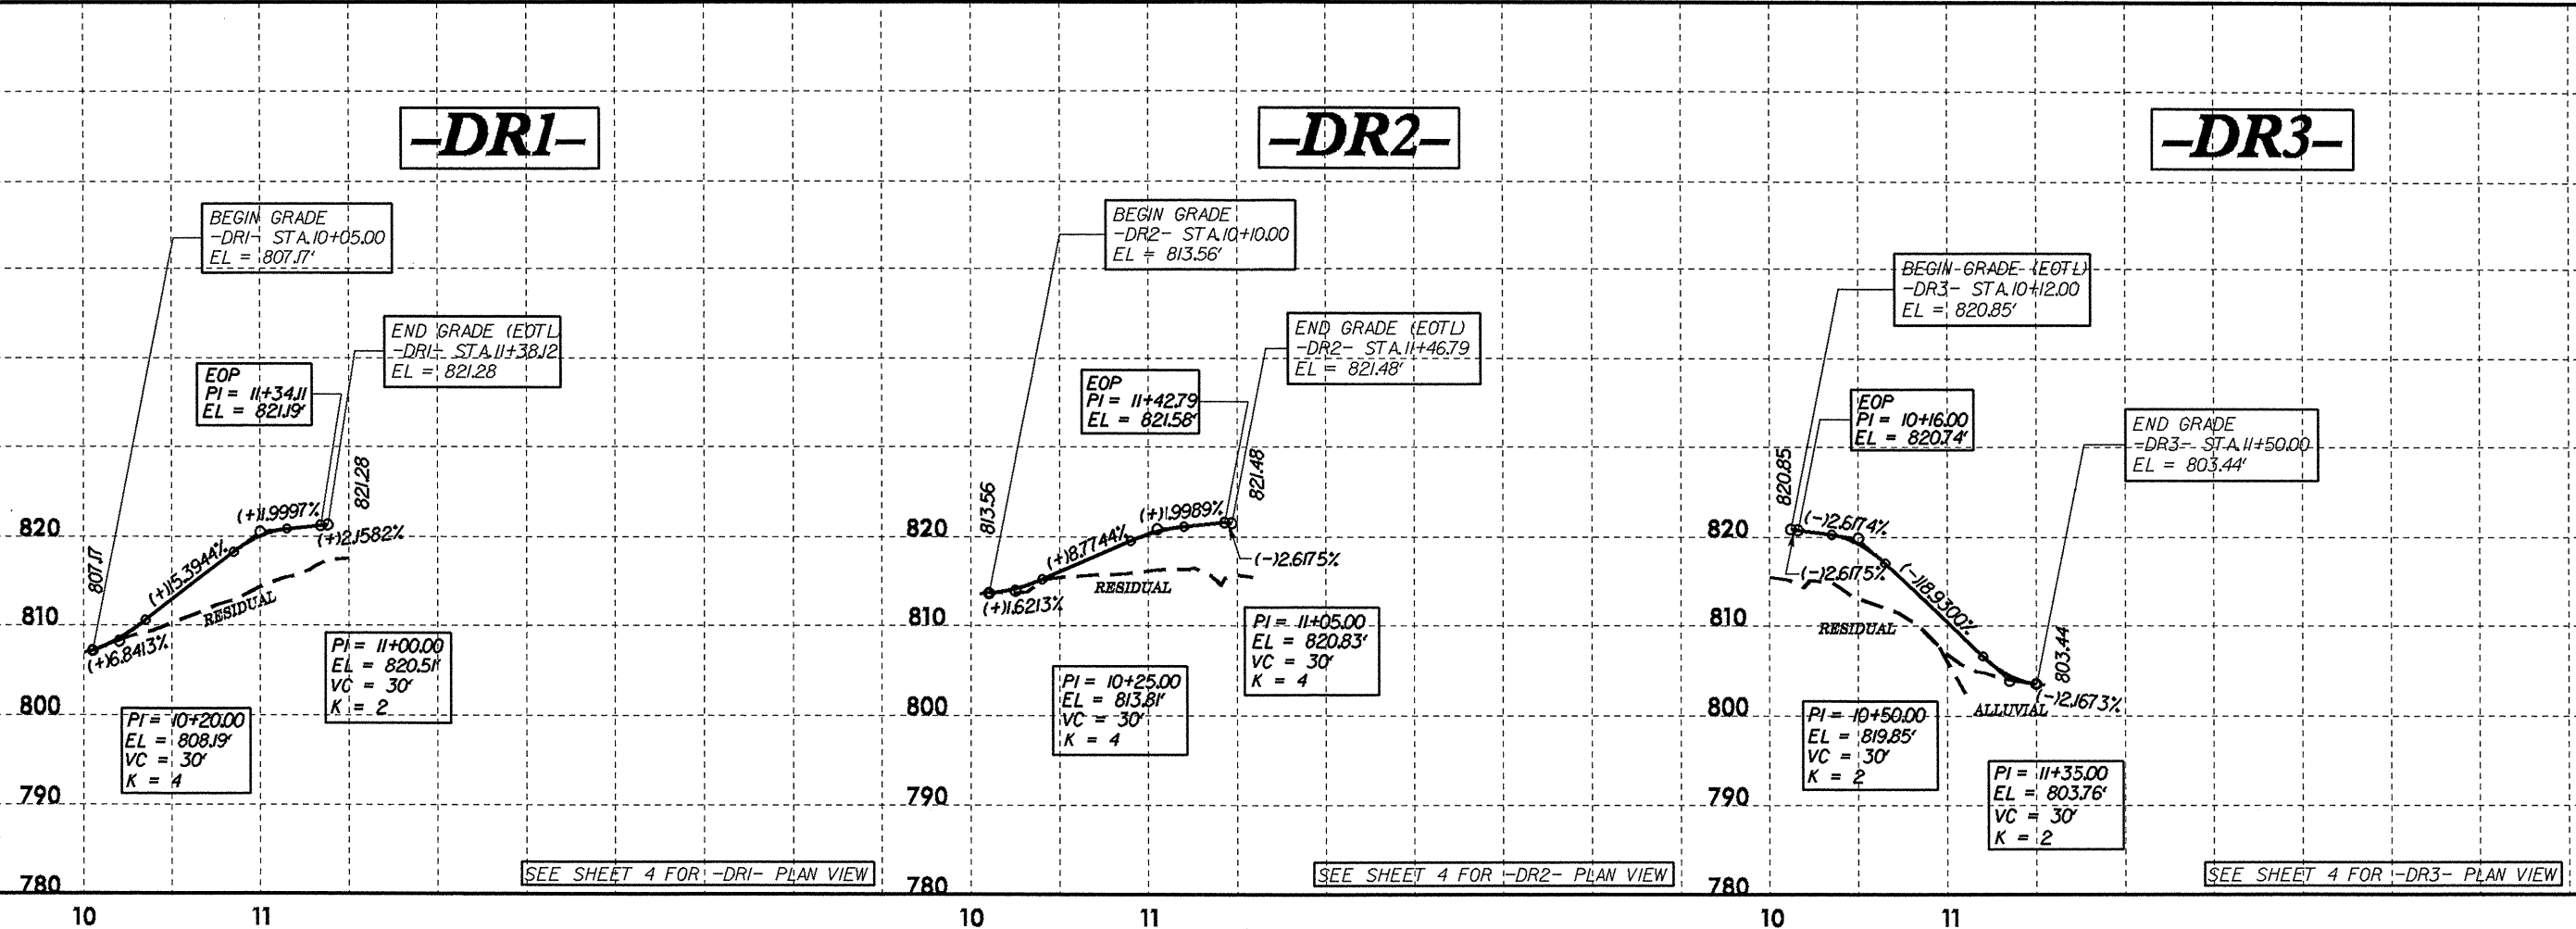 -DR1-
BEGIN GRADE
-DR1- STA.10+05.00
EL = 807.17'
END GRADE (EOTL)
-DR1- STA.11+38.12
EL = 821.28
EOP
PI = 11+34.11
EL = 821.19'
807.17
821.28
(+)6.8413%
(+)15.3944%
(+)1.9997%
(+)2.1582%
RESIDUAL
PI = 10+20.00
EL = 808.19'
VC = 30'
K = 4
PI = 11+00.00
EL = 820.51'
VC = 30'
K = 2
820
810
800
790
780
SEE SHEET 4 FOR -DR1- PLAN VIEW
10
11
-DR2-
BEGIN GRADE
-DR2- STA.10+10.00
EL = 813.56'
END GRADE (EOTL)
-DR2- STA.11+46.79
EL = 821.48'
EOP
PI = 11+42.79
EL = 821.58'
813.56
821.48
(+)1.6213%
(+)8.7744%
(+)1.9989%
(-)2.6175%
RESIDUAL
PI = 10+25.00
EL = 813.81'
VC = 30'
K = 4
PI = 11+05.00
EL = 820.83'
VC = 30'
K = 4
820
810
800
790
780
SEE SHEET 4 FOR -DR2- PLAN VIEW
10
11
-DR3-
BEGIN GRADE (EOTL)
-DR3- STA.10+12.00
EL = 820.85'
EOP
PI = 10+16.00
EL = 820.74'
END GRADE
-DR3- STA.11+50.00
EL = 803.44'
820.85
803.44
(-)2.6174%
(-)2.6175%
(-)18.9300%
(-)2.1673%
RESIDUAL
ALLUVIAL
PI = 10+50.00
EL = 819.85'
VC = 30'
K = 2
PI = 11+35.00
EL = 803.76'
VC = 30'
K = 2
820
810
800
790
780
SEE SHEET 4 FOR -DR3- PLAN VIEW
10
11